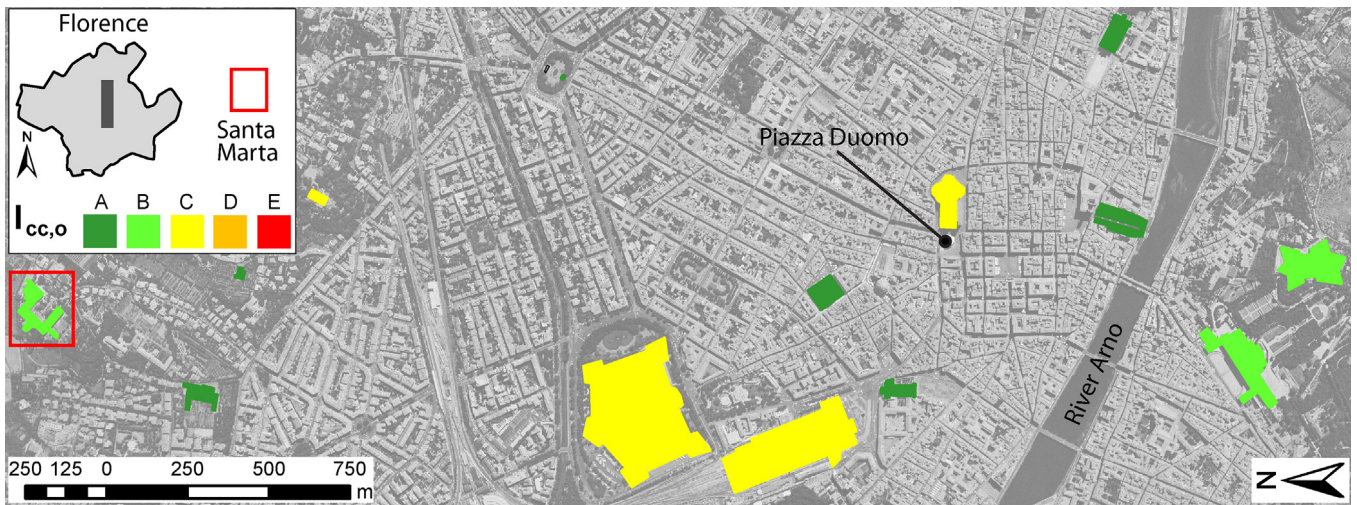 Florence
N
Santa
Marta
A B C D E
I cc,o
Piazza Duomo
River Arno
250 125 0 250 500 750
m
N